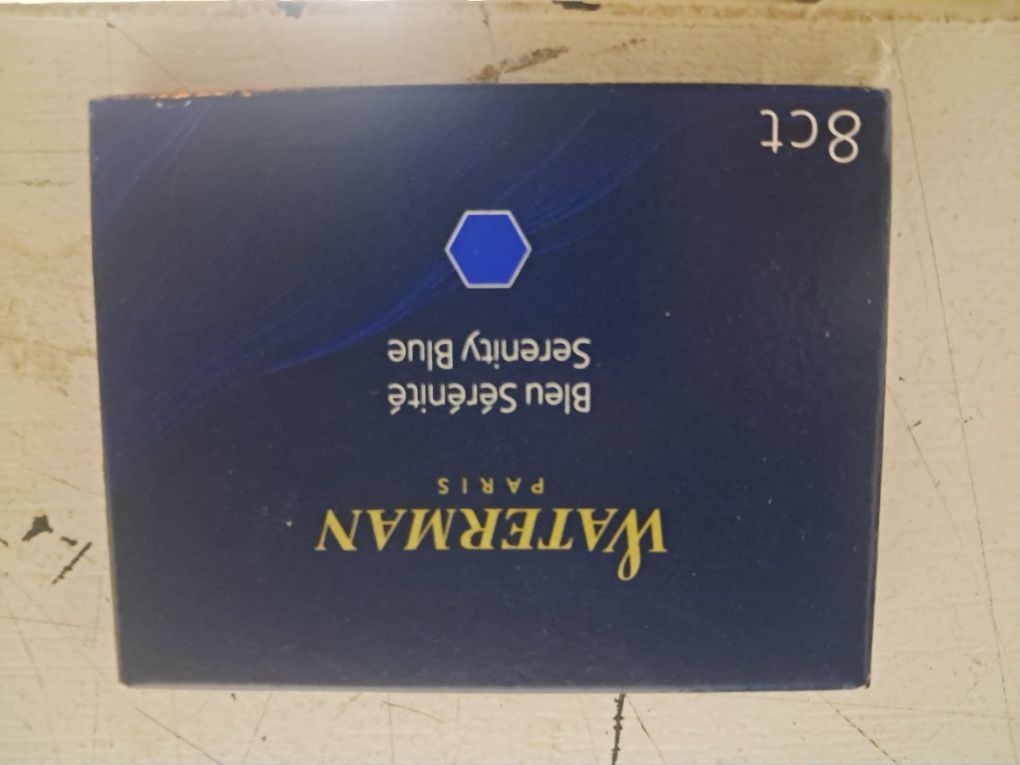 WATERMAN
PARIS
Bleu Sérénité
Serenity Blue
8ct